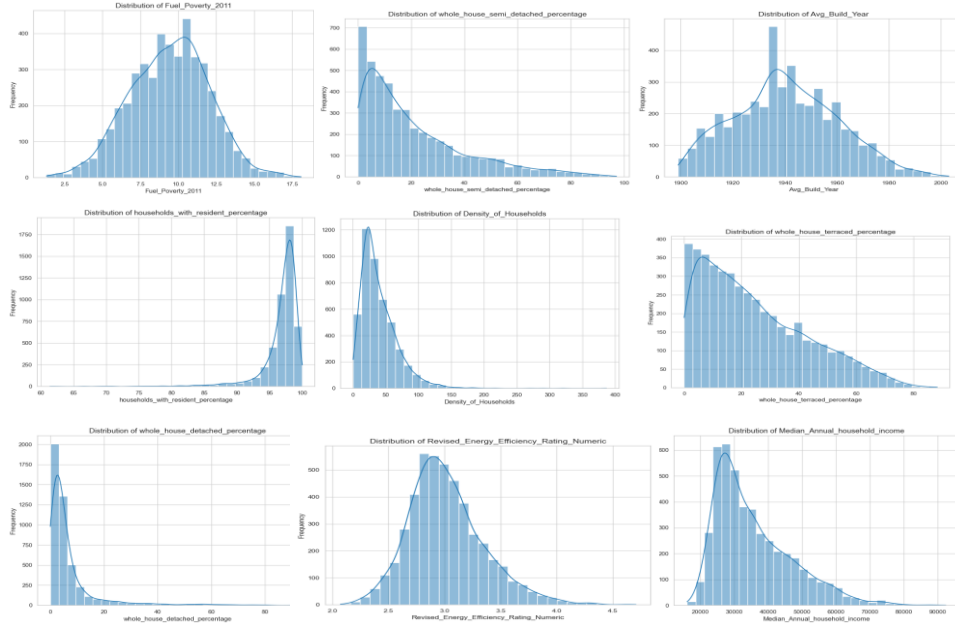 Distribution of Fuel_Poverty_2011
Frequency
400
300
200
100
0
2.5 5.0 7.5 10.0 12.5 15.0 17.5
Fuel_Poverty_2011
Distribution of whole_house_semi_detached_percentage
Frequency
700
600
500
400
300
200
100
0
0 20 40 60 80 100
whole_house_semi_detached_percentage
Distribution of Avg_Build_Year
Frequency
400
300
200
100
0
1900 1920 1940 1960 1980 2000
Avg_Build_Year
Distribution of households_with_resident_percentage
Frequency
1750
1500
1250
1000
750
500
250
0
60 65 70 75 80 85 90 95 100
households_with_resident_percentage
Distribution of Density_of_Households
Frequency
1200
1000
800
600
400
200
0
0 50 100 150 200 250 300 350 400
Density_of_Households
Distribution of whole_house_terraced_percentage
Frequency
400
350
300
250
200
150
100
50
0
0 20 40 60 80
whole_house_terraced_percentage
Distribution of whole_house_detached_percentage
Frequency
2000
1750
1500
1250
1000
750
500
250
0
0 20 40 60 80
whole_house_detached_percentage
Distribution of Revised_Energy_Efficiency_Rating_Numeric
Frequency
500
400
300
200
100
0
2.0 2.5 3.0 3.5 4.0 4.5
Revised_Energy_Efficiency_Rating_Numeric
Distribution of Median_Annual_household_income
Frequency
600
500
400
300
200
100
0
20000 30000 40000 50000 60000 70000 80000 90000
Median_Annual_household_income